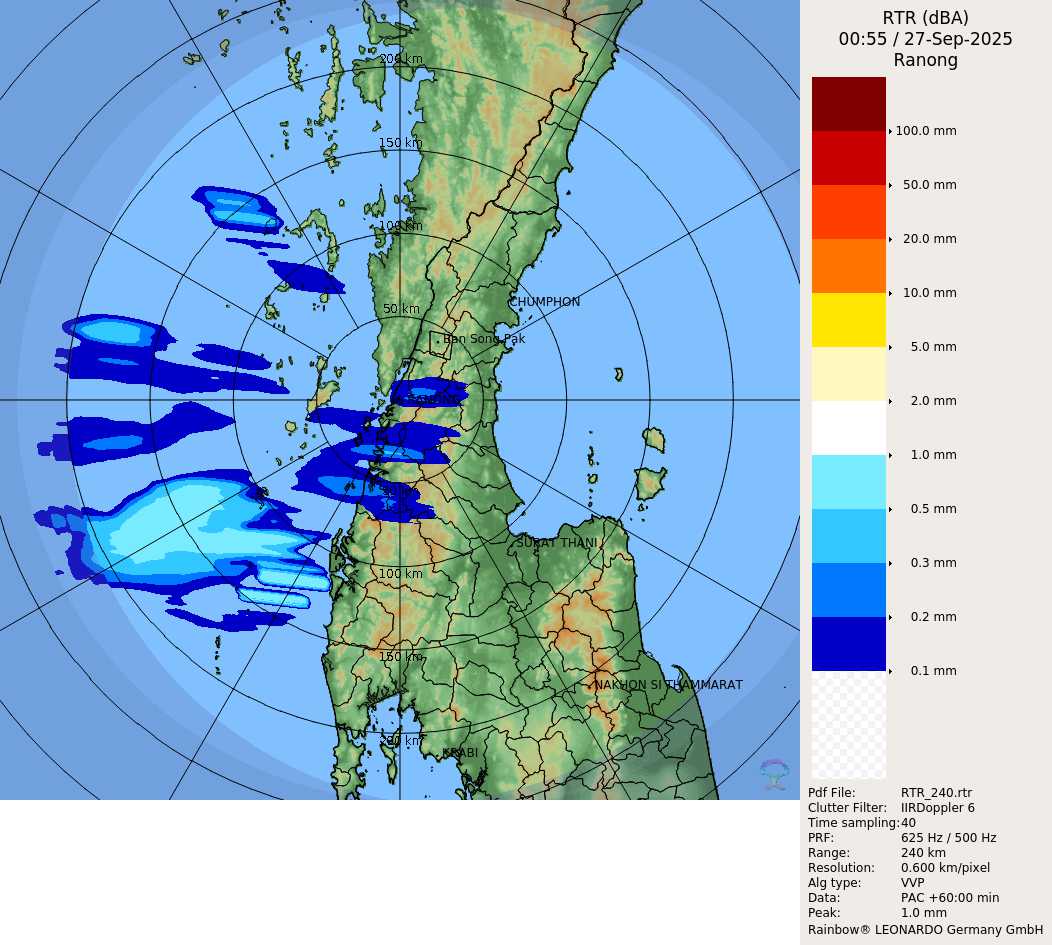 RTR (dBA)
00:55 / 27-Sep-2025
Ranong
200 km
150 km
100 km
50 km
CHUMPHON
Ban Song Pak
RANONG
50 km
SURAT THANI
100 km
150 km
NAKHON SI THAMMARAT
200 km
KRABI
100.0 mm
50.0 mm
20.0 mm
10.0 mm
5.0 mm
2.0 mm
1.0 mm
0.5 mm
0.3 mm
0.2 mm
0.1 mm
Pdf File: RTR_240.rtr
Clutter Filter: IIRDoppler 6
Time sampling:40
PRF: 625 Hz / 500 Hz
Range: 240 km
Resolution: 0.600 km/pixel
Alg type: VVP
Data: PAC +60:00 min
Peak: 1.0 mm
Rainbow® LEONARDO Germany GmbH